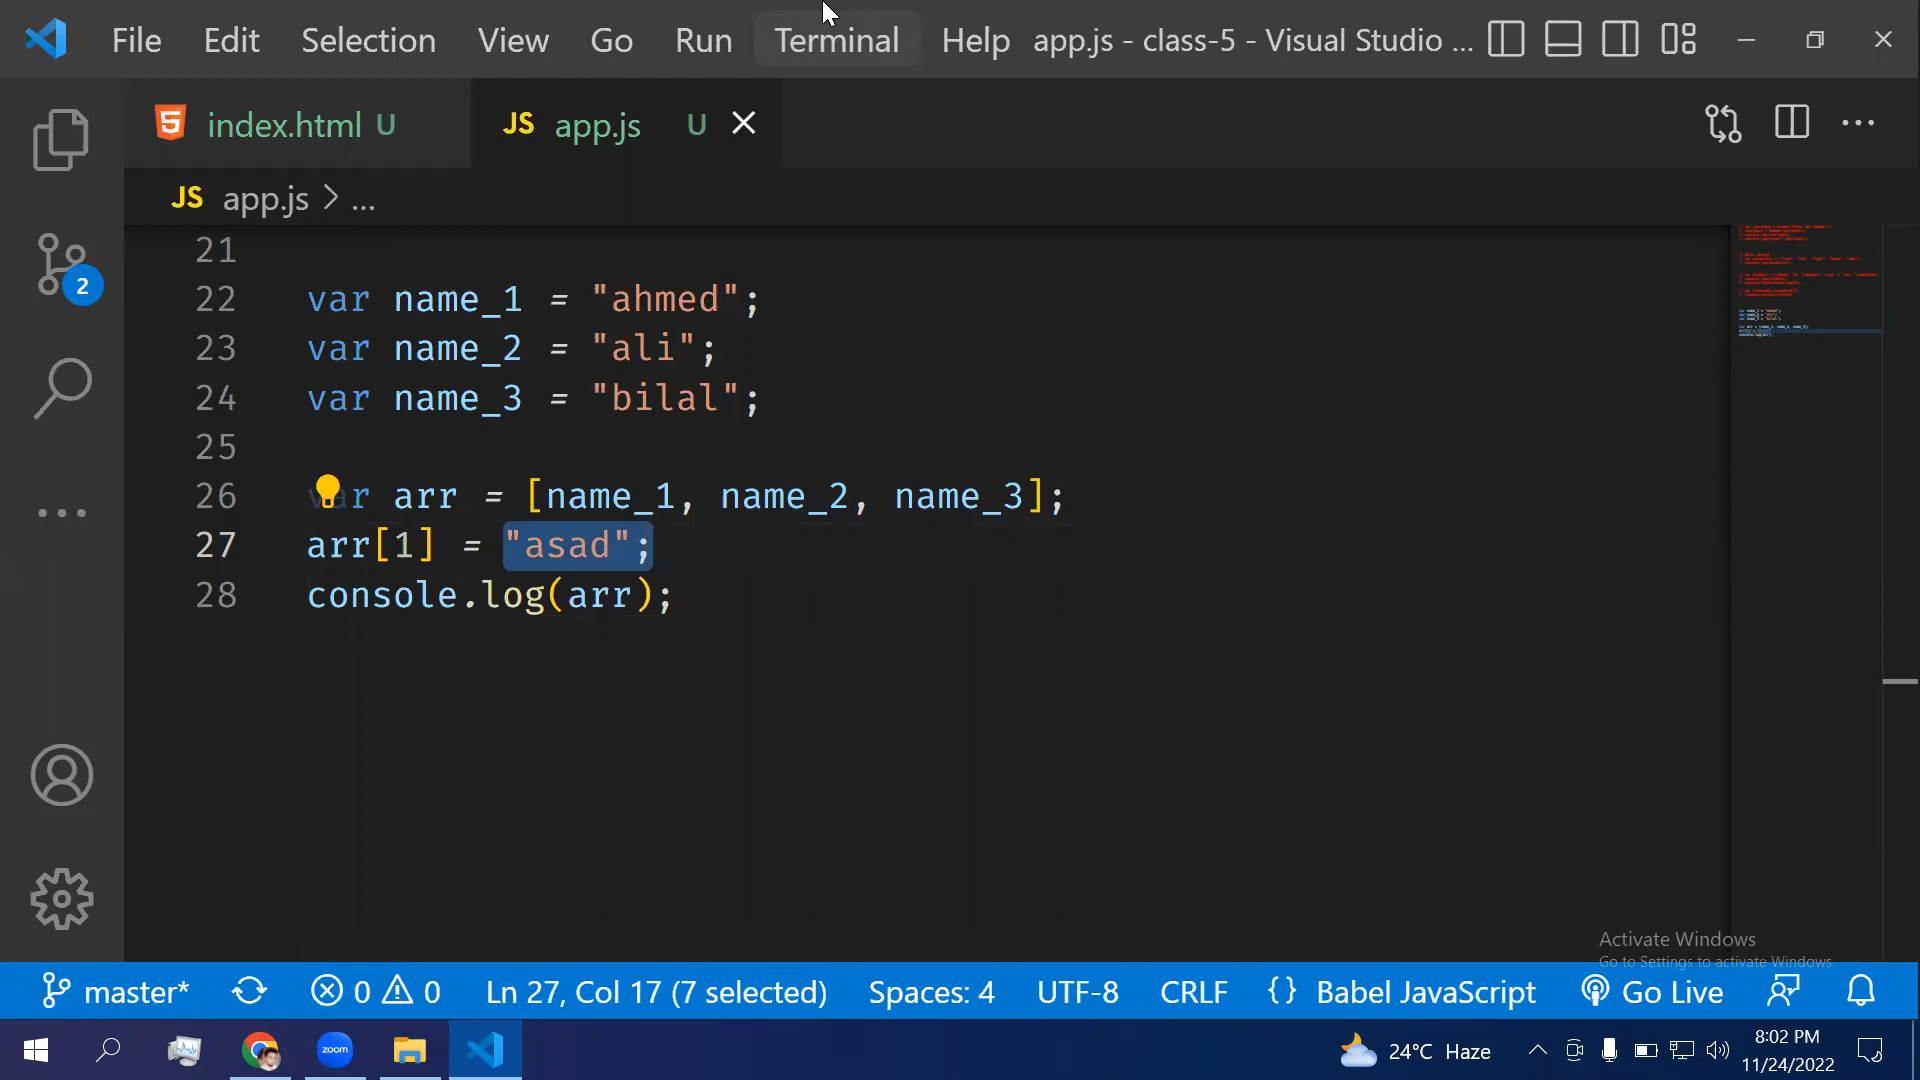 File Edit Selection View Go Run Terminal Help app.js - class-5 - Visual Studio ...
index.html U JS app.js U
JS app.js > ...
21
22 var name_1 = "ahmed";
23 var name_2 = "ali";
24 var name_3 = "bilal";
25
26 var arr = [name_1, name_2, name_3];
27 arr[1] = "asad";
28 console.log(arr);
2
Activate Windows
Go to Settings to activate Windows.
master* 0 0 Ln 27, Col 17 (7 selected) Spaces: 4 UTF-8 CRLF {} Babel JavaScript Go Live
zoom 24°C Haze 8:02 PM
11/24/2022